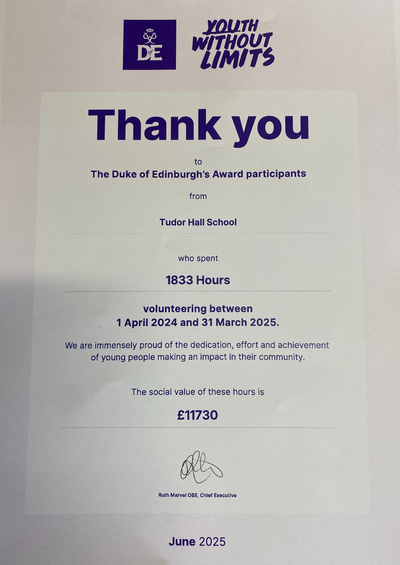 DofE
YOUTH
WITHOUT
LIMITS
Thank you
to
The Duke of Edinburgh's Award participants
from
Tudor Hall School
who spent
1833 Hours
volunteering between
1 April 2024 and 31 March 2025.
We are immensely proud of the dedication, effort and achievement
of young people making an impact in their community.
The social value of these hours is
£11730
Ruth Marvel OBE, Chief Executive
June 2025